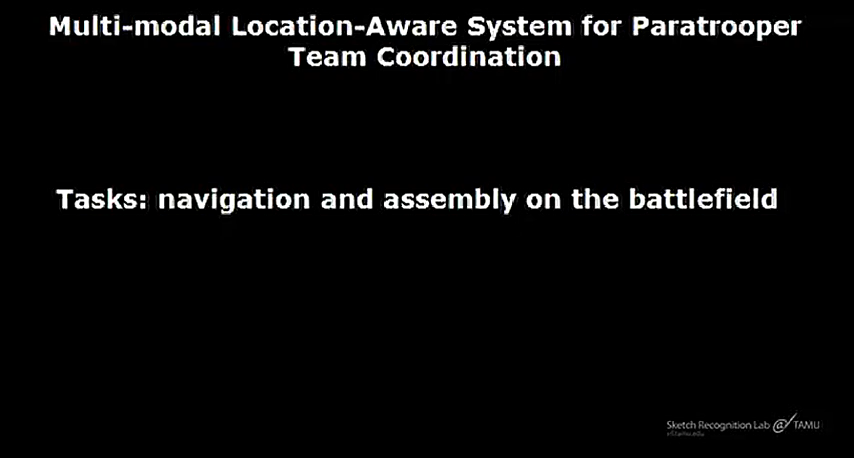 Multi-modal Location-Aware System for Paratrooper
Team Coordination
Tasks: navigation and assembly on the battlefield
Sketch Recognition Lab @ TAMU